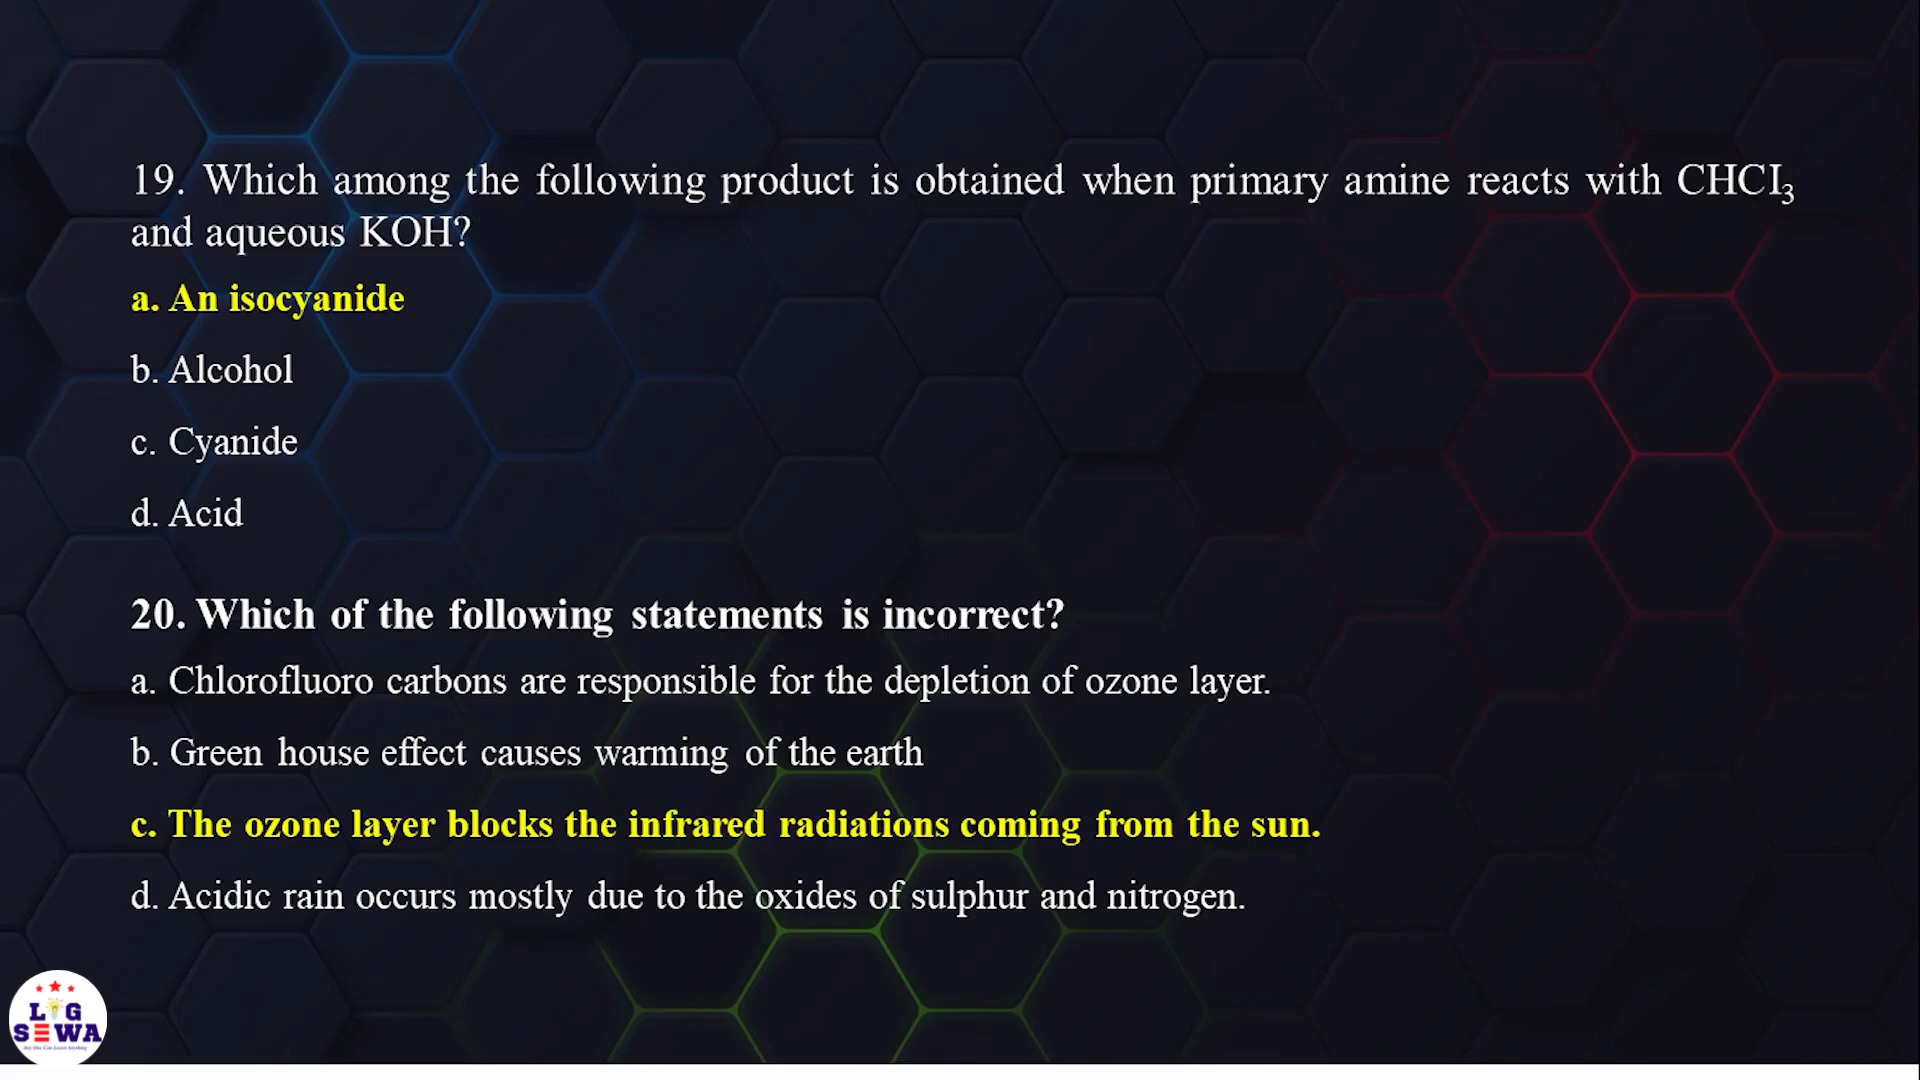 19. Which among the following product is obtained when primary amine reacts with CHCI₃
and aqueous KOH?
a. An isocyanide
b. Alcohol
c. Cyanide
d. Acid
20. Which of the following statements is incorrect?
a. Chlorofluoro carbons are responsible for the depletion of ozone layer.
b. Green house effect causes warming of the earth
c. The ozone layer blocks the infrared radiations coming from the sun.
d. Acidic rain occurs mostly due to the oxides of sulphur and nitrogen.
L G
SEWA